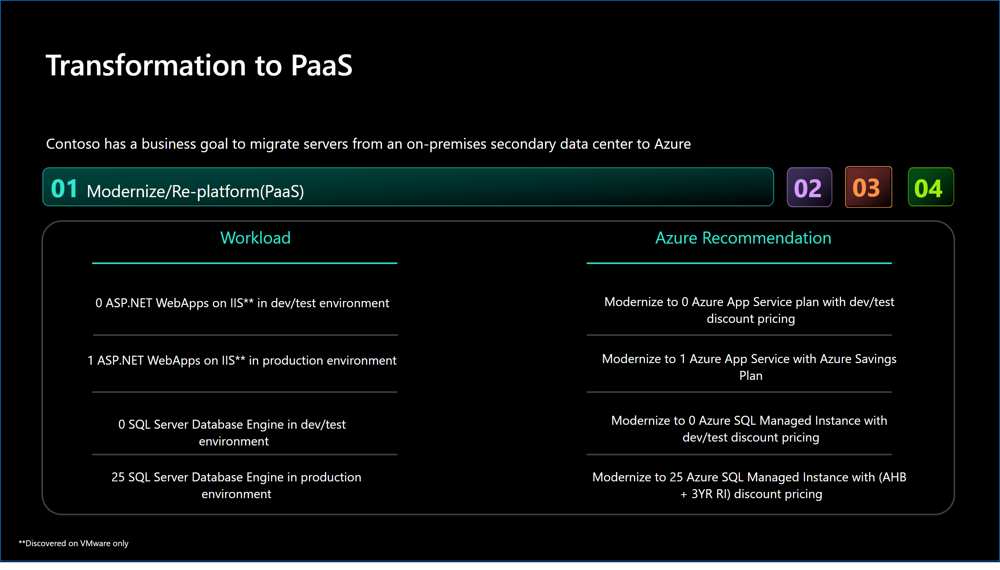 Transformation to PaaS
Contoso has a business goal to migrate servers from an on-premises secondary data center to Azure
01 Modernize/Re-platform(PaaS)
02
03
04
Workload
Azure Recommendation
0 ASP.NET WebApps on IIS** in dev/test environment
Modernize to 0 Azure App Service plan with dev/test
discount pricing
1 ASP.NET WebApps on IIS** in production environment
Modernize to 1 Azure App Service with Azure Savings
Plan
0 SQL Server Database Engine in dev/test
environment
Modernize to 0 Azure SQL Managed Instance with
dev/test discount pricing
25 SQL Server Database Engine in production
environment
Modernize to 25 Azure SQL Managed Instance with (AHB
+ 3YR RI) discount pricing
**Discovered on VMware only